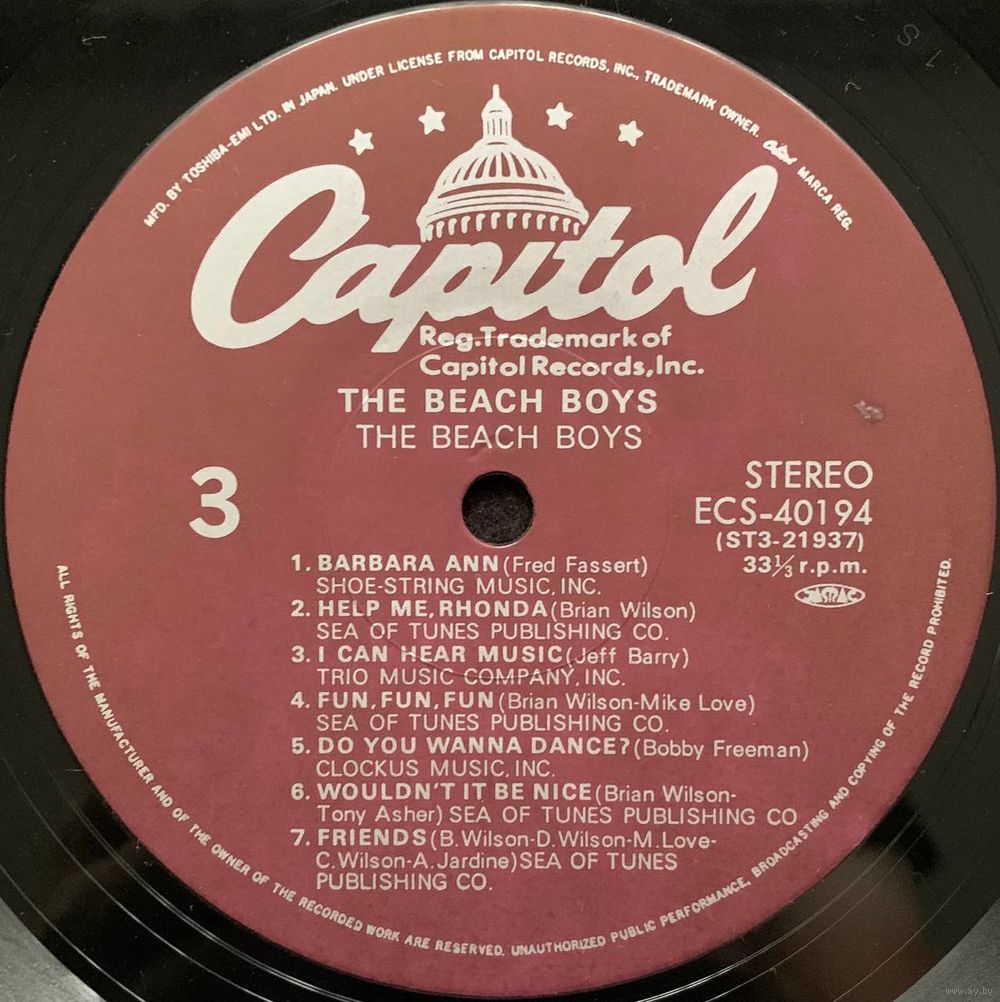 MFD. BY TOSHIBA-EMI LTD. IN JAPAN. UNDER LICENSE FROM CAPITOL RECORDS, INC., TRADEMARK OWNER. Capitol MARCA REG.
Capitol
Reg.Trademark of
Capitol Records,Inc.
THE BEACH BOYS
THE BEACH BOYS
3
STEREO
ECS-40194
(ST3-21937)
33⅓ r.p.m.
JASRAC
1. BARBARA ANN (Fred Fassert)
SHOE-STRING MUSIC, INC.
2. HELP ME, RHONDA (Brian Wilson)
SEA OF TUNES PUBLISHING CO.
3. I CAN HEAR MUSIC (Jeff Barry)
TRIO MUSIC COMPANY, INC.
4. FUN, FUN, FUN (Brian Wilson-Mike Love)
SEA OF TUNES PUBLISHING CO.
5. DO YOU WANNA DANCE? (Bobby Freeman)
CLOCKUS MUSIC, INC.
6. WOULDN'T IT BE NICE (Brian Wilson-
Tony Asher) SEA OF TUNES PUBLISHING CO
7. FRIENDS (B.Wilson-D.Wilson-M.Love-
C.Wilson-A.Jardine) SEA OF TUNES
PUBLISHING CO.
ALL RIGHTS OF THE MANUFACTURER AND OF THE OWNER OF THE RECORDED WORK ARE RESERVED. UNAUTHORIZED PUBLIC PERFORMANCE, BROADCASTING AND COPYING OF THE RECORD PROHIBITED.
www.ay.by